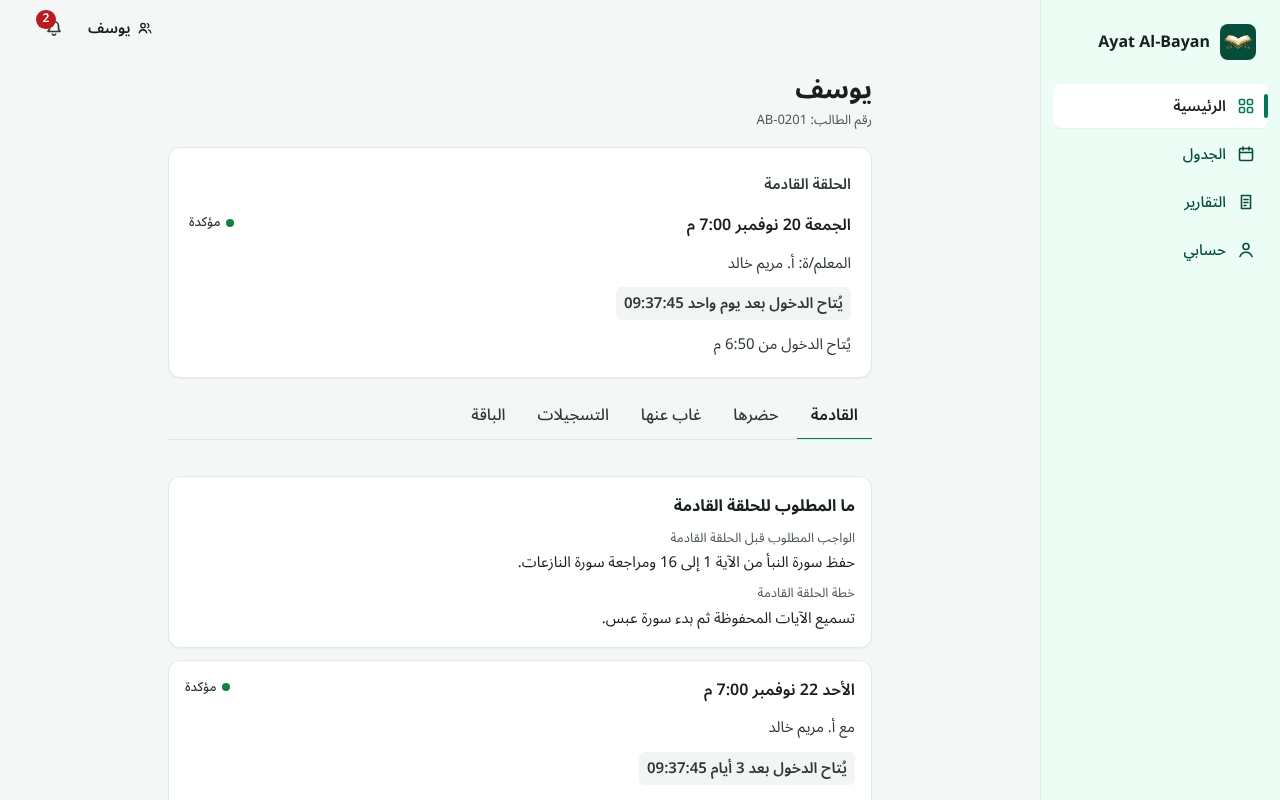 Ayat Al-Bayan
الرئيسية
الجدول
التقارير
حسابي
يوسف
2
يوسف
رقم الطالب: AB-0201
الحلقة القادمة
الجمعة 20 نوفمبر 7:00 م
مؤكدة
المعلم/ة: أ. مريم خالد
يُتاح الدخول بعد يوم واحد 09:37:45
يُتاح الدخول من 6:50 م
القادمة
حضرها
غاب عنها
التسجيلات
الباقة
ما المطلوب للحلقة القادمة
الواجب المطلوب قبل الحلقة القادمة
حفظ سورة النبأ من الآية 1 إلى 16 ومراجعة سورة النازعات.
خطة الحلقة القادمة
تسميع الآيات المحفوظة ثم بدء سورة عبس.
الأحد 22 نوفمبر 7:00 م
مؤكدة
مع أ. مريم خالد
يُتاح الدخول بعد 3 أيام 09:37:45